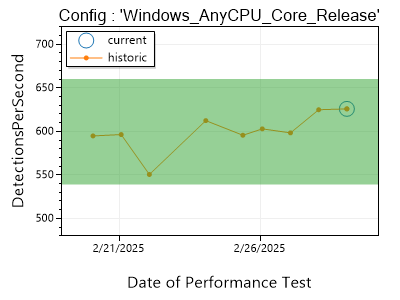 Config : 'Windows_AnyCPU_Core_Release'
current
historic
DetectionsPerSecond
700
650
600
550
500
2/21/2025
2/26/2025
Date of Performance Test